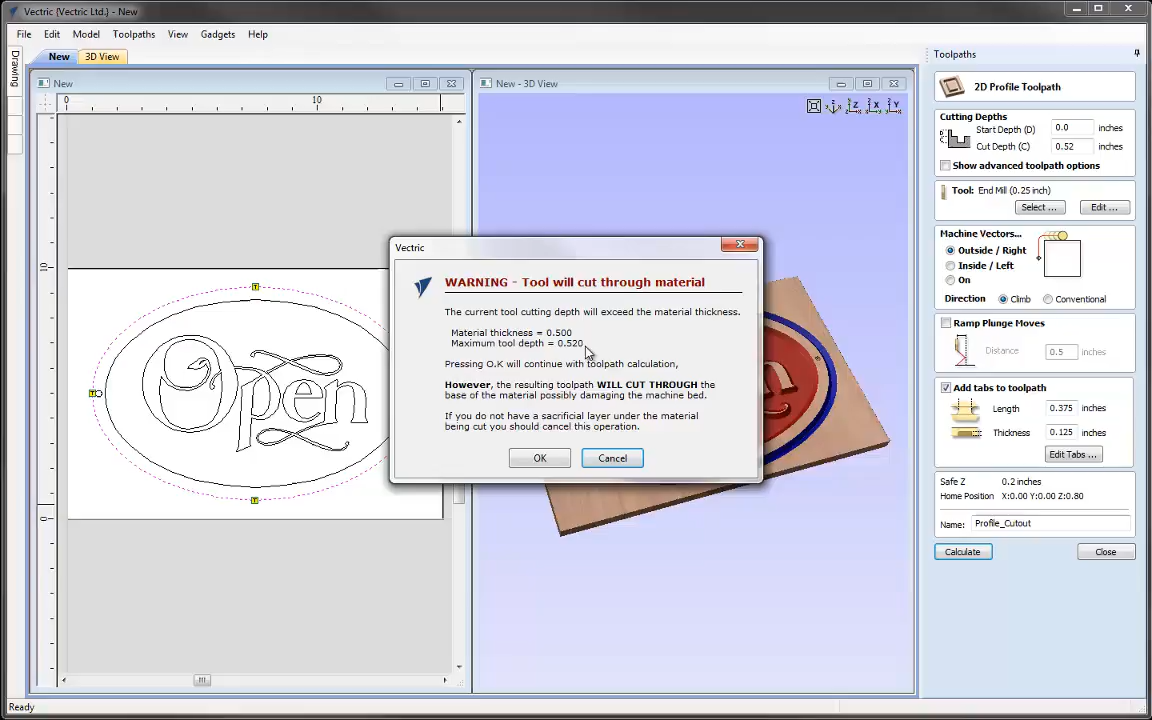 Vectric {Vectric Ltd.} - New
File Edit Model Toolpaths View Gadgets Help
Drawing
New 3D View
New
0 10
10
0
T
T
T
Open
New - 3D View
Z X Y
Toolpaths
2D Profile Toolpath
Cutting Depths
Start Depth (D) 0.0 inches
Cut Depth (C) 0.52 inches
Show advanced toolpath options
Tool: End Mill (0.25 inch)
Select ... Edit ...
Machine Vectors...
Outside / Right
Inside / Left
On
Direction Climb Conventional
Ramp Plunge Moves
Distance 0.5 inches
Add tabs to toolpath
Length 0.375 inches
Thickness 0.125 inches
Edit Tabs ...
Safe Z 0.2 inches
Home Position X:0.00 Y:0.00 Z:0.80
Name: Profile_Cutout
Calculate Close
Vectric
WARNING - Tool will cut through material
The current tool cutting depth will exceed the material thickness.
Material thickness = 0.500
Maximum tool depth = 0.520
Pressing O.K will continue with toolpath calculation,
However, the resulting toolpath WILL CUT THROUGH the
base of the material possibly damaging the machine bed.
If you do not have a sacrificial layer under the material
being cut you should cancel this operation.
OK Cancel
Ready